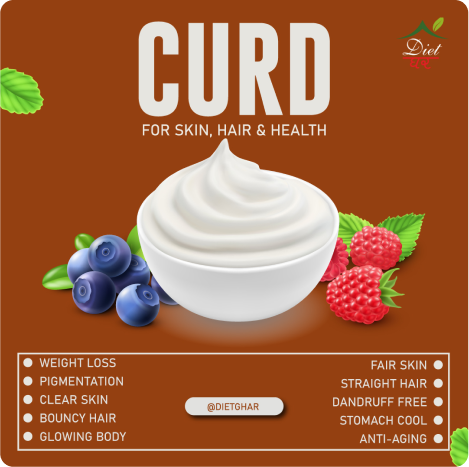 CURD
FOR SKIN, HAIR & HEALTH
Diet
घर
WEIGHT LOSS
PIGMENTATION
CLEAR SKIN
BOUNCY HAIR
GLOWING BODY
@DIETGHAR
FAIR SKIN
STRAIGHT HAIR
DANDRUFF FREE
STOMACH COOL
ANTI-AGING